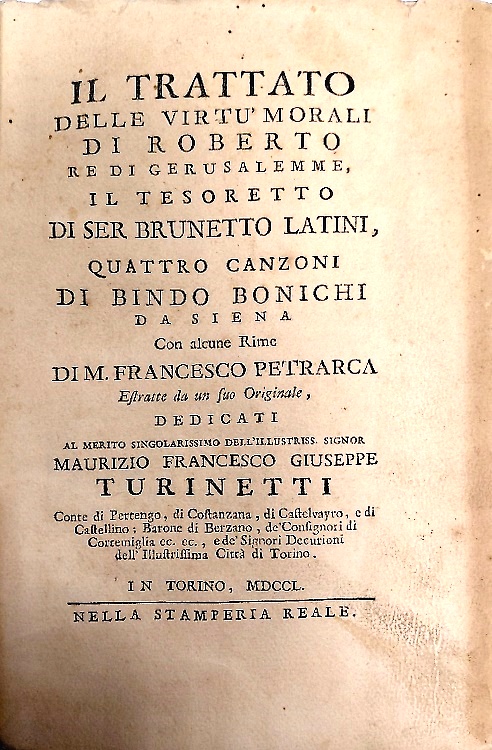 IL TRATTATO
DELLE VIRTU' MORALI
DI ROBERTO
RE DI GERUSALEMME,
IL TESORETTO
DI SER BRUNETTO LATINI,
QUATTRO CANZONI
DI BINDO BONICHI
DA SIENA
Con alcune Rime
DI M. FRANCESCO PETRARCA
Eſtratte da un ſuo Originale,
DEDICATI
AL MERITO SINGOLARISSIMO DELL'ILLUSTRISS. SIGNOR
MAURIZIO FRANCESCO GIUSEPPE
TURINETTI
Conte di Pertengo, di Coſtanzana, di Caſtelvayro, e di
Caſtellino; Barone di Berzano, de' Conſignori di
Cortemiglia ec. ec., e de' Signori Decurioni
dell' Illuſtriſſima Città di Torino.
IN TORINO, MDCCL.
NELLA STAMPERIA REALE.